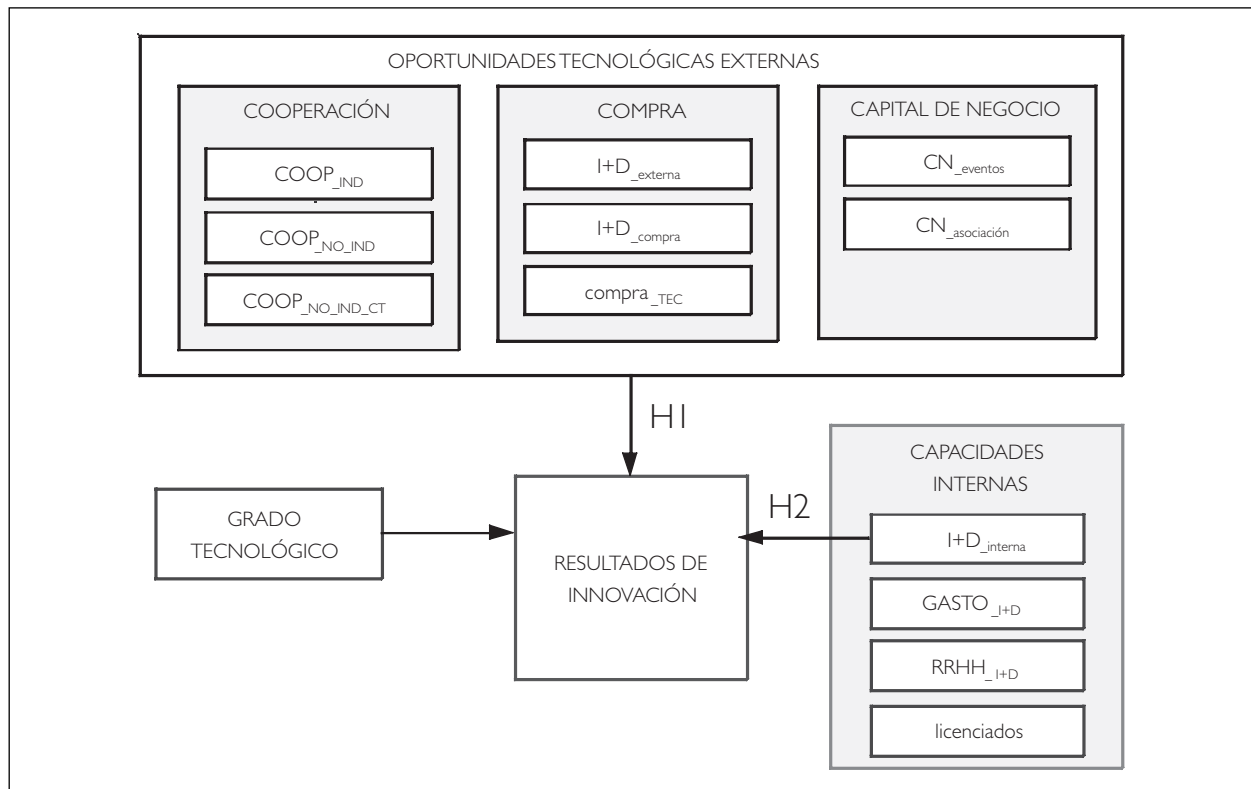 OPORTUNIDADES TECNOLÓGICAS EXTERNAS
COOPERACIÓN
COOP_IND
COOP_NO_IND
COOP_NO_IND_CT
COMPRA
I+D_externa
I+D_compra
compra_TEC
CAPITAL DE NEGOCIO
CN_eventos
CN_asociación
H1
GRADO
TECNOLÓGICO
RESULTADOS DE
INNOVACIÓN
H2
CAPACIDADES
INTERNAS
I+D_interna
GASTO_I+D
RRHH_I+D
licenciados